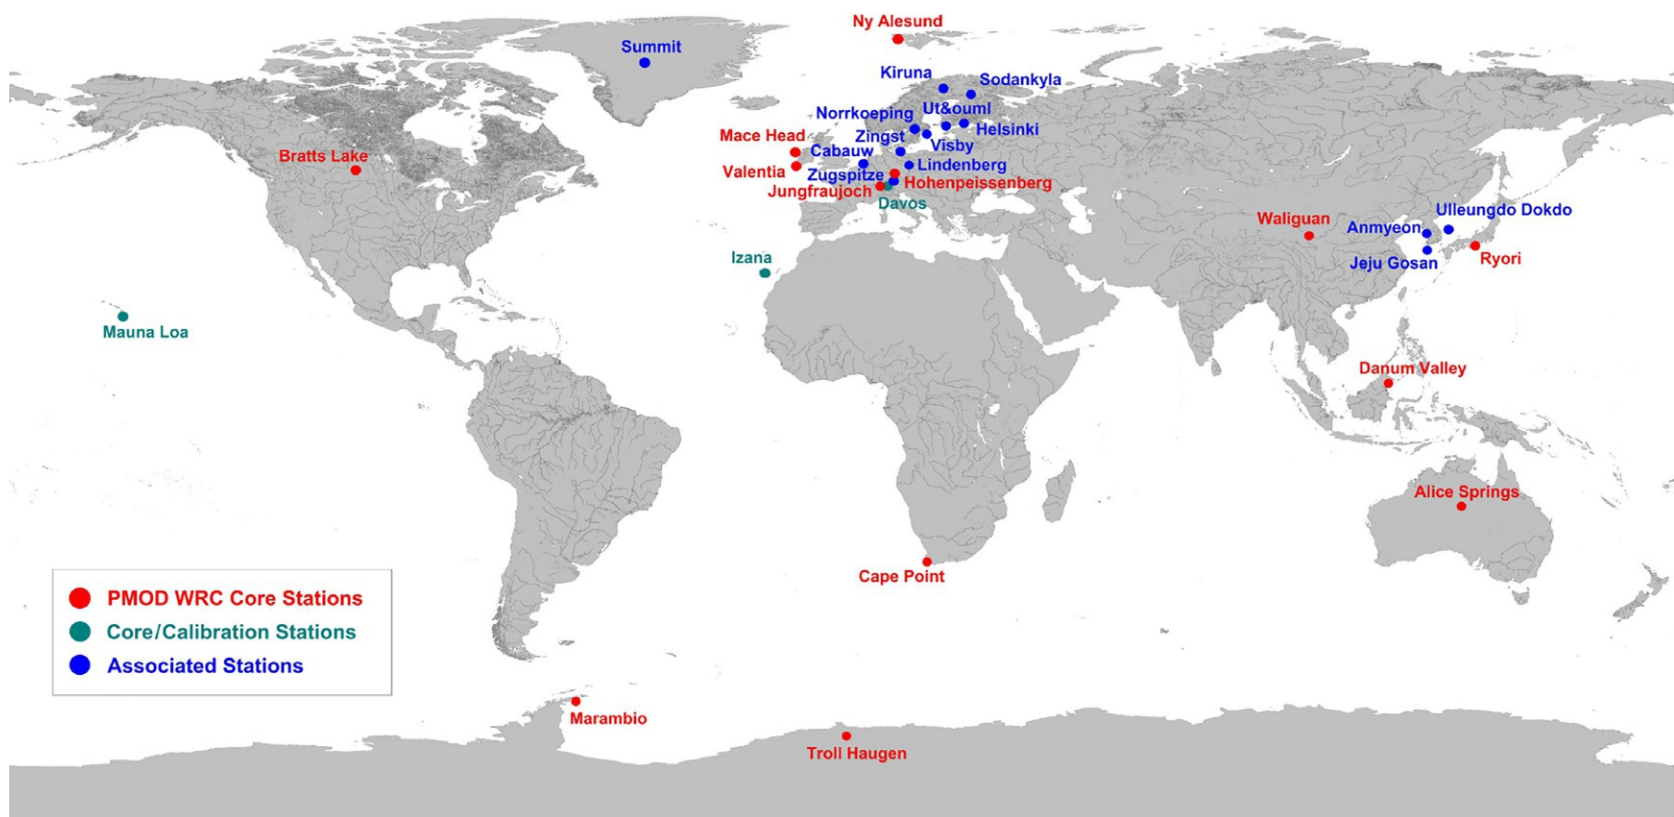 Ny Alesund
Summit
Kiruna
Sodankyla
Norrkoeping
Ut&ouml
Mace Head
Zingst
Helsinki
Visby
Cabauw
Bratts Lake
Valentia
Lindenberg
Zugspitze
Hohenpeissenberg
Jungfraujoch
Davos
Waliguan
Anmyeon
Ulleungdo Dokdo
Jeju Gosan
Ryori
Izana
Mauna Loa
Danum Valley
Alice Springs
Cape Point
PMOD WRC Core Stations
Core/Calibration Stations
Associated Stations
Marambio
Troll Haugen